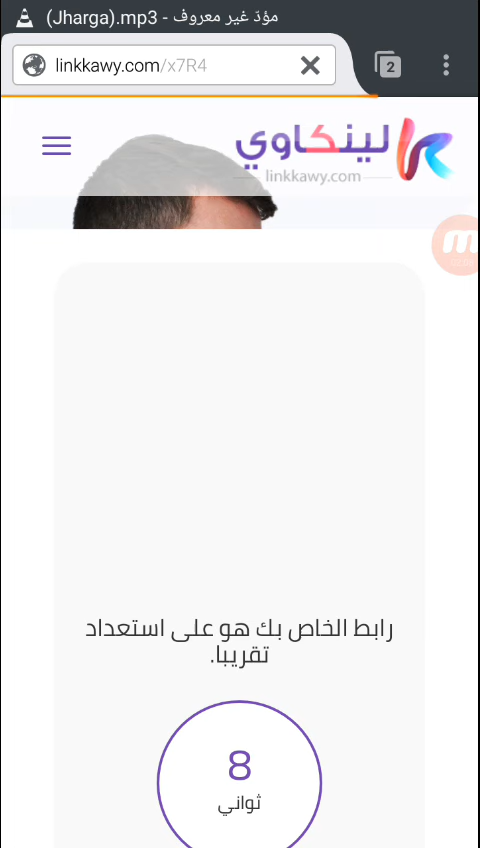 (Jharga).mp3 - مؤدّ غير معروف
linkkawy.com/x7R4
2
لينكاوي
linkkawy.com
رابط الخاص بك هو على استعداد
تقريبا.
8
ثواني